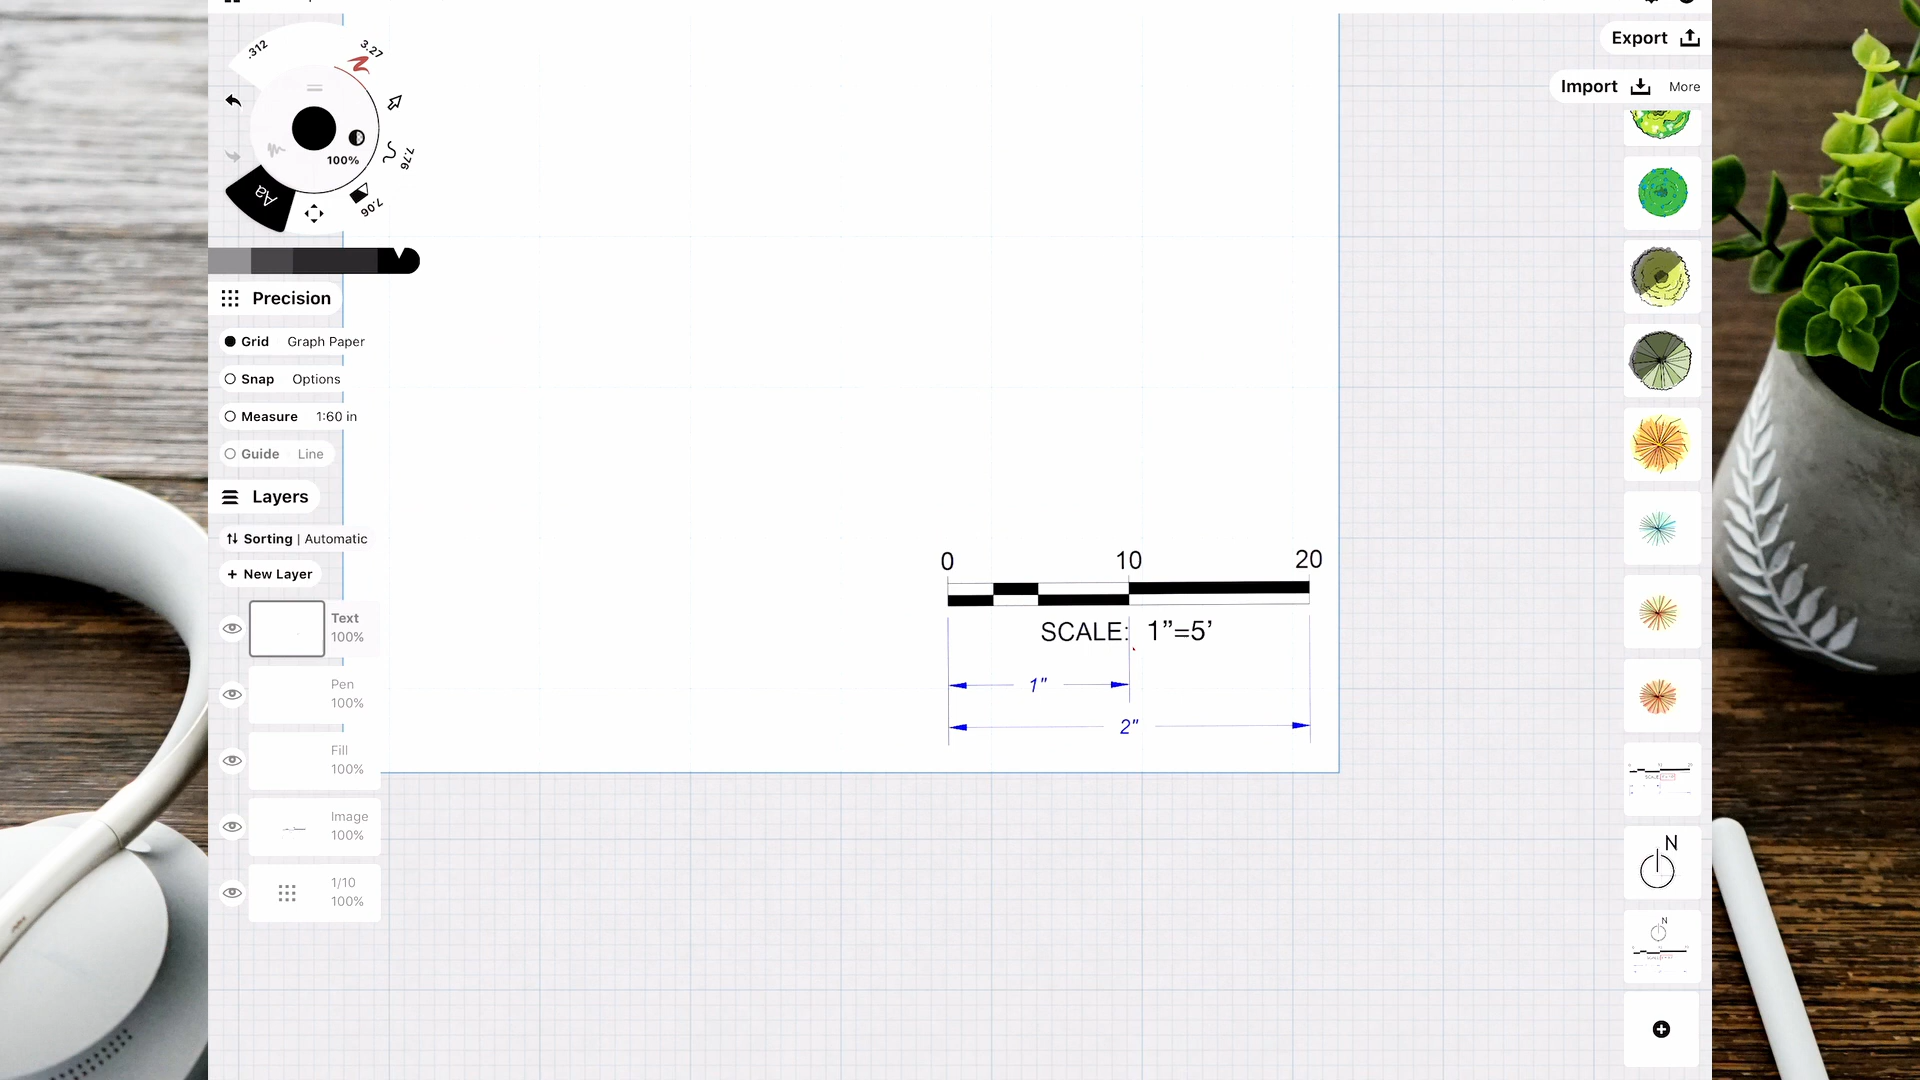 .312
3.27
7.76
7.06
100%
Aa
Export
Import More
Precision
Grid Graph Paper
Snap Options
Measure 1:60 in
Guide Line
Layers
Sorting | Automatic
+ New Layer
Text
100%
Pen
100%
Fill
100%
Image
100%
1/10
100%
0 10 20
SCALE: 1”=5’
1"
2"
N
N